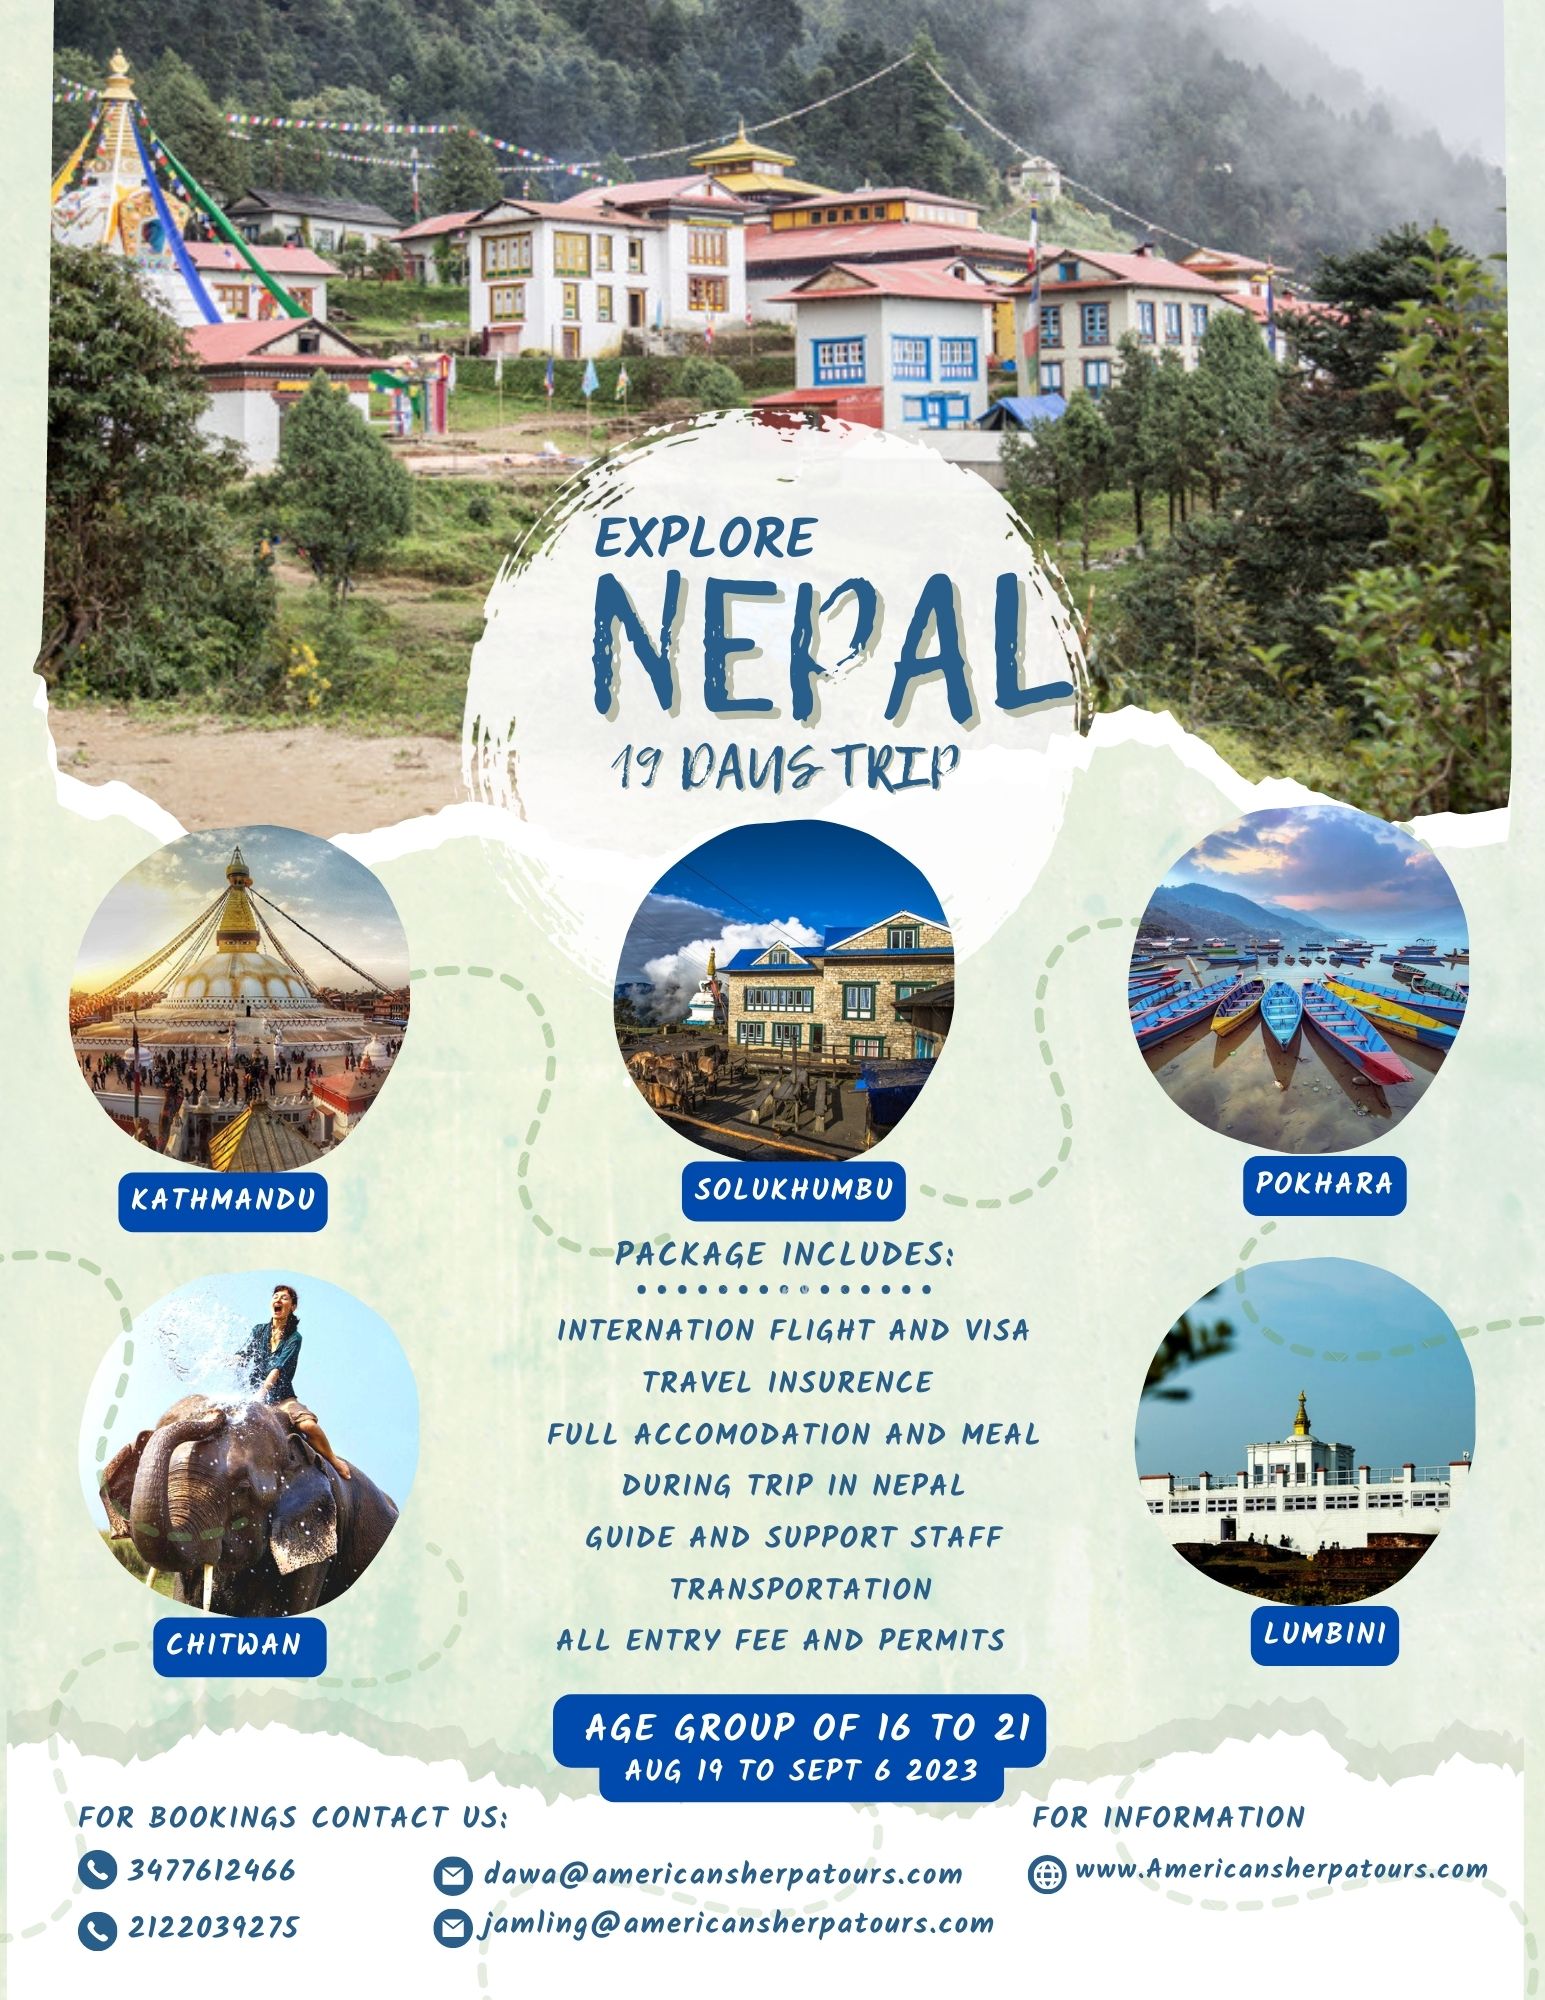 EXPLORE
NEPAL
19 DAYS TRIP
KATHMANDU
SOLUKHUMBU
POKHARA
CHITWAN
LUMBINI
PACKAGE INCLUDES:
INTERNATION FLIGHT AND VISA
TRAVEL INSURENCE
FULL ACCOMODATION AND MEAL
DURING TRIP IN NEPAL
GUIDE AND SUPPORT STAFF
TRANSPORTATION
ALL ENTRY FEE AND PERMITS
AGE GROUP OF 16 TO 21
AUG 19 TO SEPT 6 2023
FOR BOOKINGS CONTACT US:
3477612466
2122039275
dawa@americansherpatours.com
jamling@americansherpatours.com
FOR INFORMATION
www.Americansherpatours.com